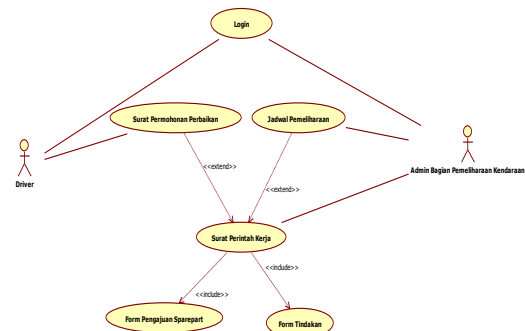 Login
Surat Permohonan Perbaikan
Jadwal Pemeliharaan
Driver
Admin Bagian Pemeliharaan Kendaraan
<<extend>>
<<extend>>
Surat Perintah Kerja
<<include>>
<<include>>
Form Pengajuan Sparepart
Form Tindakan